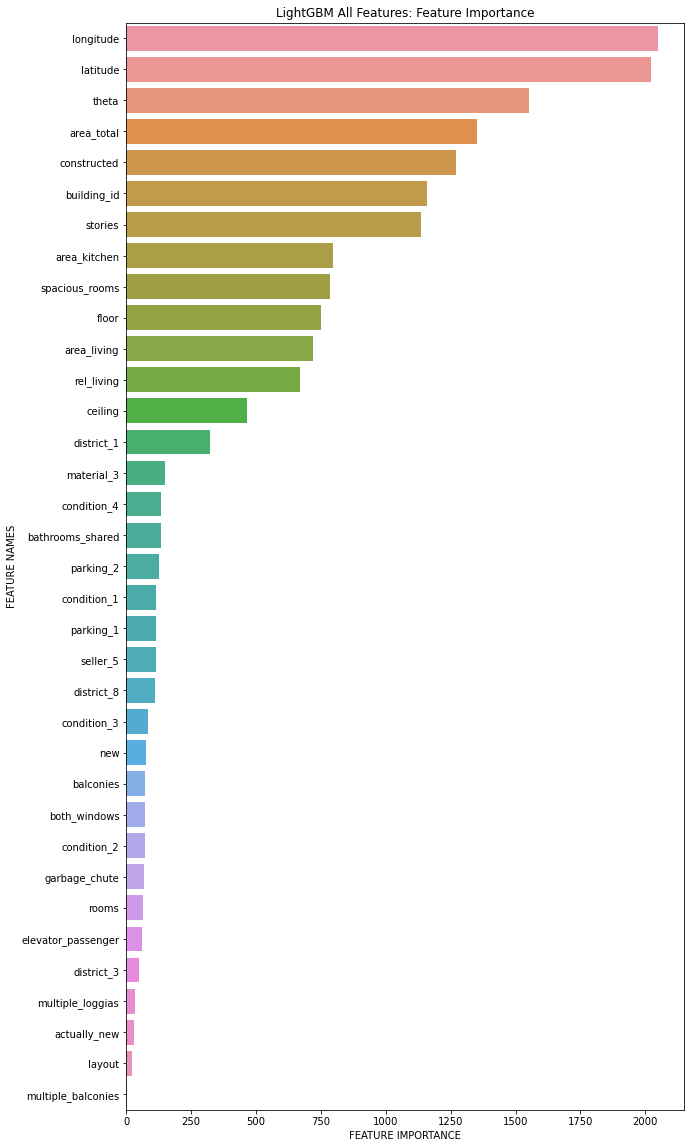 LightGBM All Features: Feature Importance
longitude
latitude
theta
area_total
constructed
building_id
stories
area_kitchen
spacious_rooms
floor
area_living
rel_living
ceiling
district_1
material_3
condition_4
bathrooms_shared
parking_2
condition_1
parking_1
seller_5
district_8
condition_3
new
balconies
both_windows
condition_2
garbage_chute
rooms
elevator_passenger
district_3
multiple_loggias
actually_new
layout
multiple_balconies
FEATURE NAMES
0 250 500 750 1000 1250 1500 1750 2000
FEATURE IMPORTANCE